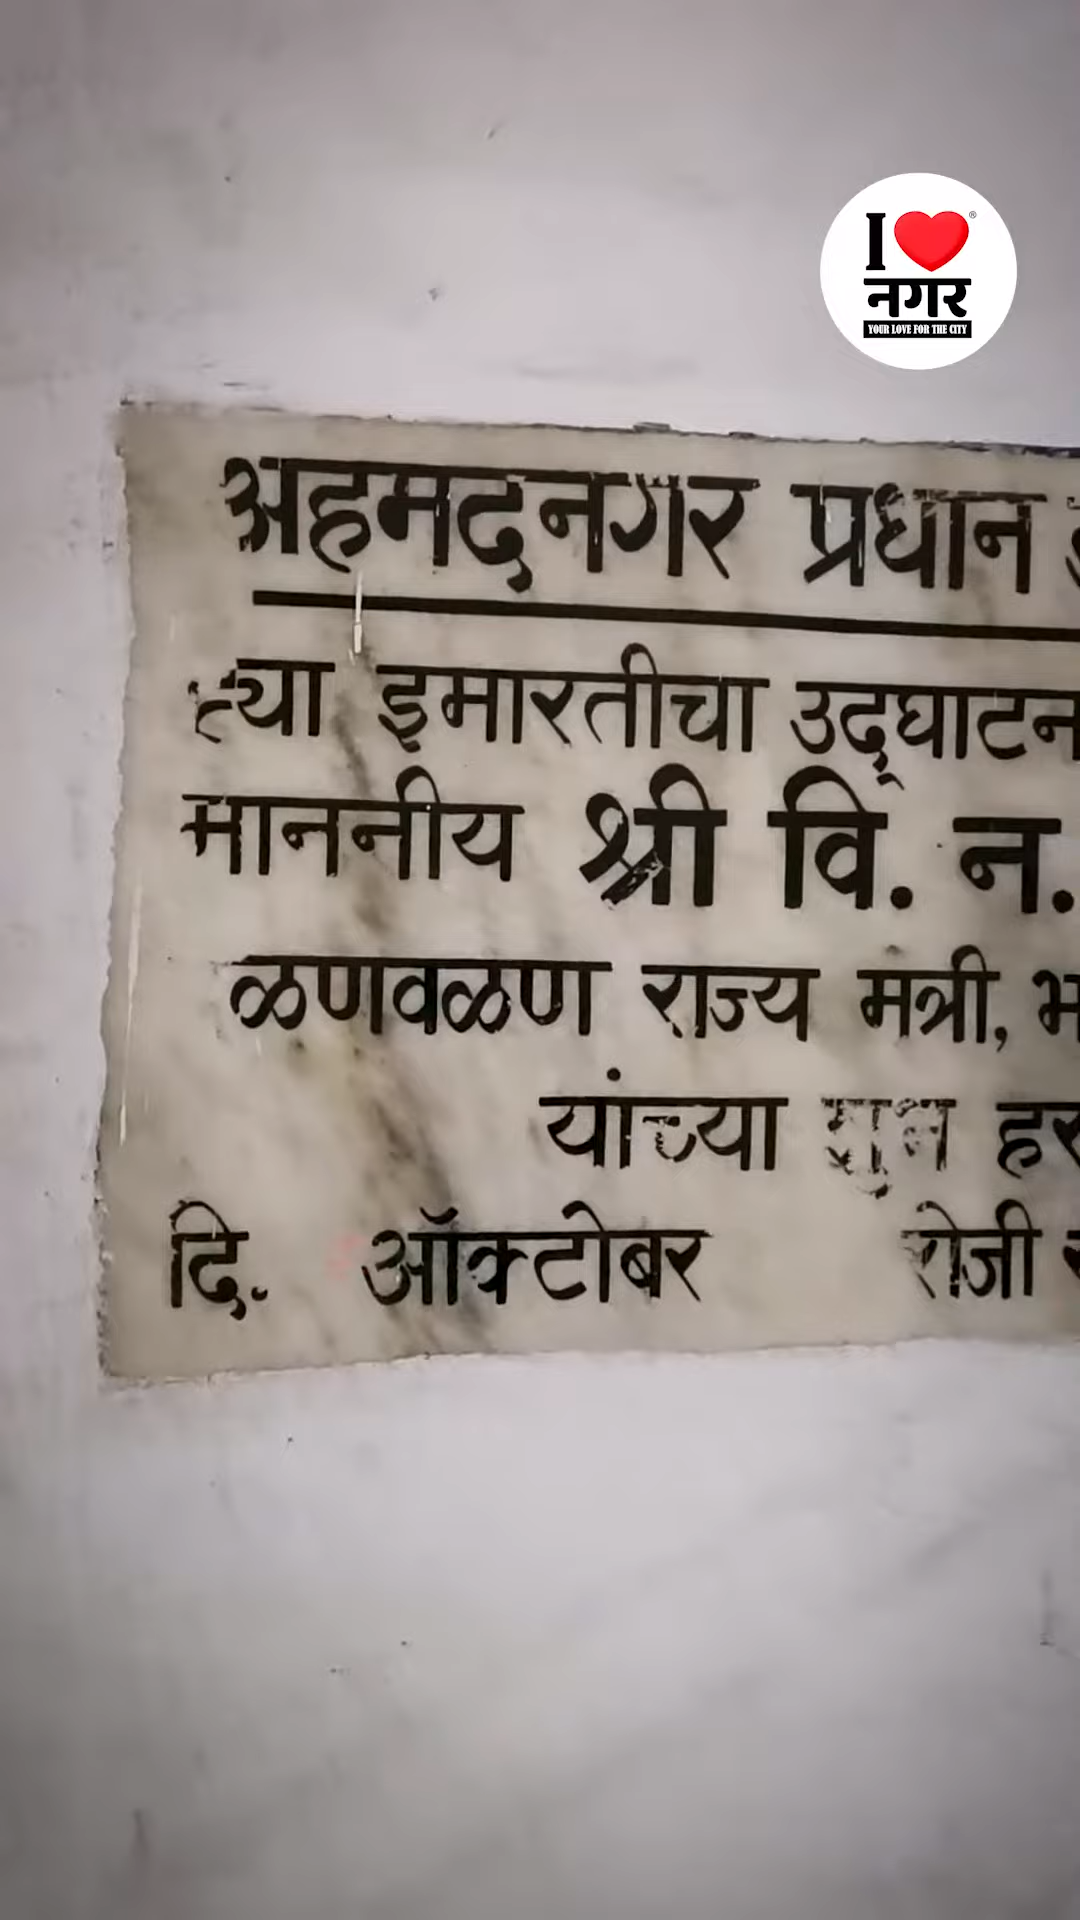 I ❤ नगर
YOUR LOVE FOR THE CITY
अहमदनगर प्रधान
ह्या इमारतीचा उद्‌घाटन
माननीय श्री वि. न.
ळणवळण राज्य मंत्री,
यांच्या शुभ
दि. ऑक्टोबर रोजी